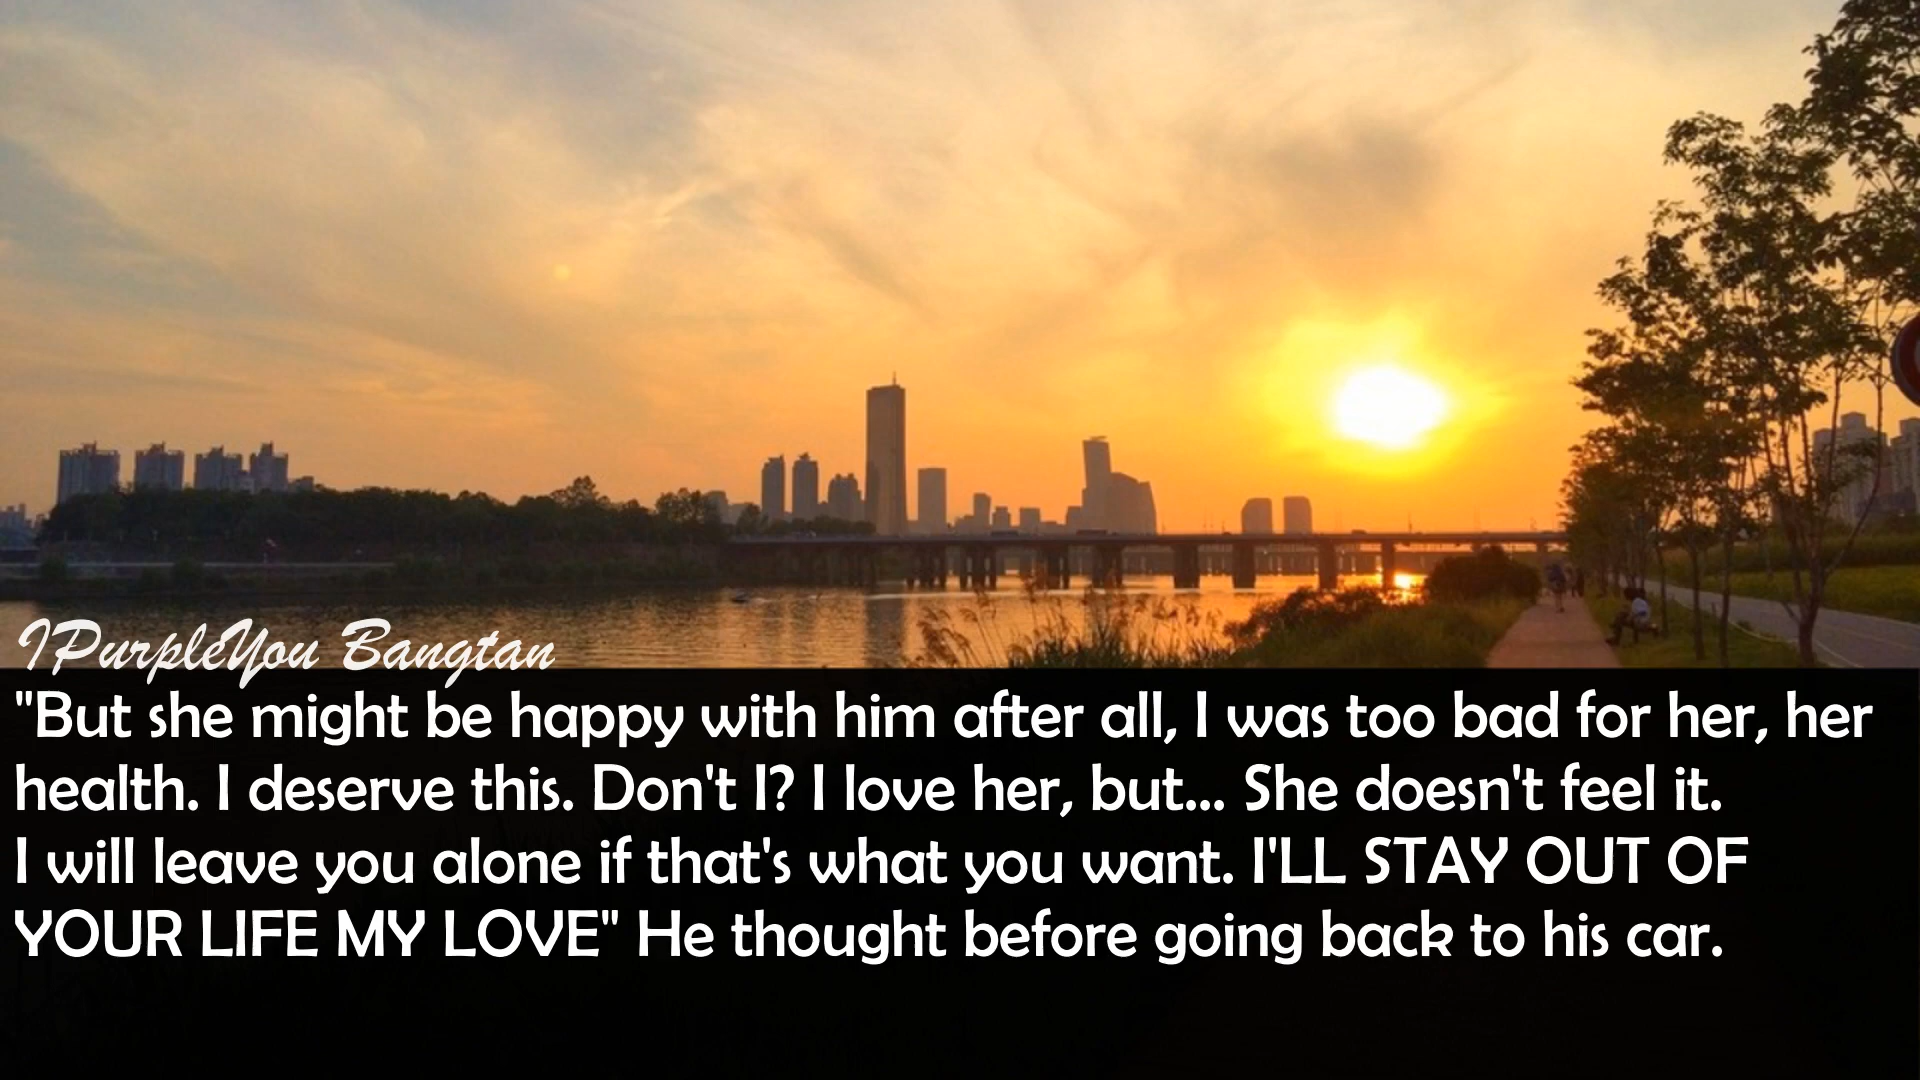 IPurpleYou Bangtan
"But she might be happy with him after all, I was too bad for her, her
health. I deserve this. Don't I? I love her, but... She doesn't feel it.
I will leave you alone if that's what you want. I'LL STAY OUT OF
YOUR LIFE MY LOVE" He thought before going back to his car.